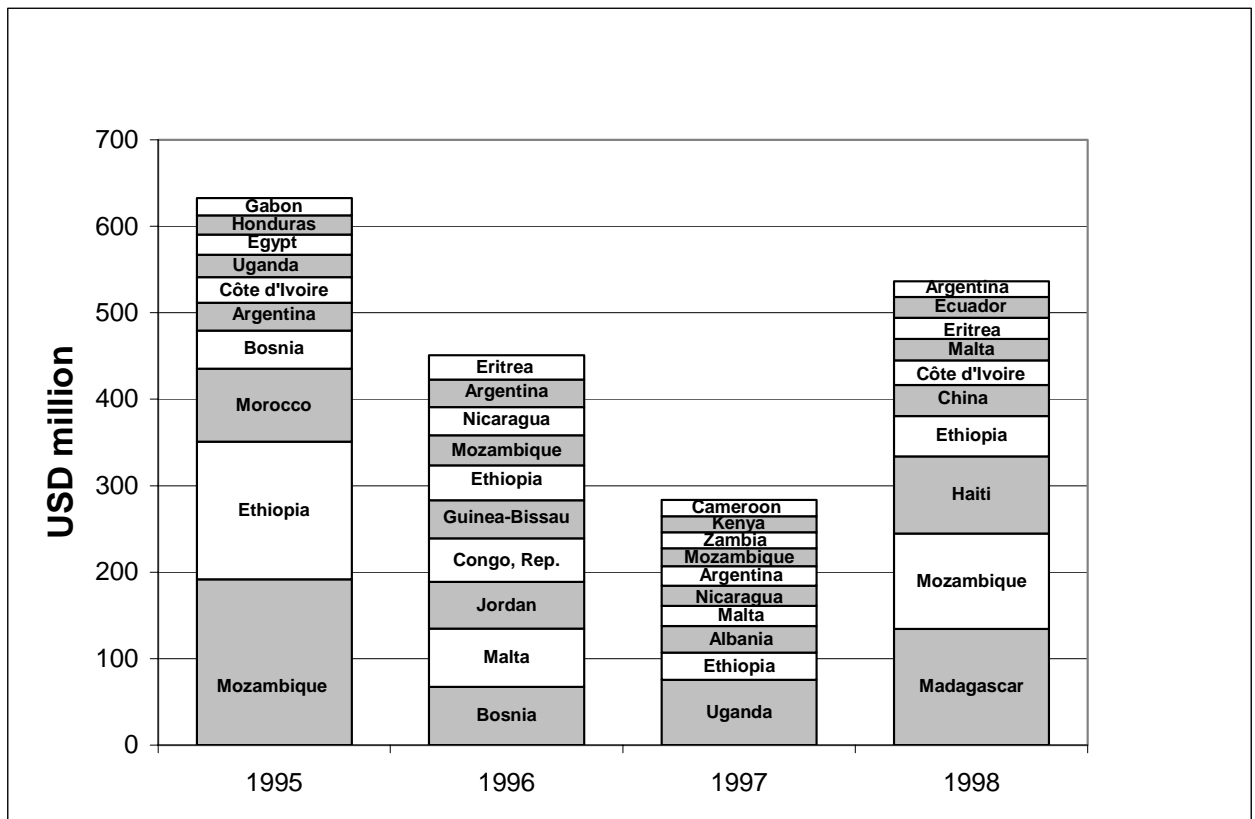 USD million
700
600
500
400
300
200
100
0
Gabon
Honduras
Egypt
Uganda
Côte d'Ivoire
Argentina
Bosnia
Morocco
Ethiopia
Mozambique
Eritrea
Argentina
Nicaragua
Mozambique
Ethiopia
Guinea-Bissau
Congo, Rep.
Jordan
Malta
Bosnia
Cameroon
Kenya
Zambia
Mozambique
Argentina
Nicaragua
Malta
Albania
Ethiopia
Uganda
Argentina
Ecuador
Eritrea
Malta
Côte d'Ivoire
China
Ethiopia
Haiti
Mozambique
Madagascar
1995
1996
1997
1998